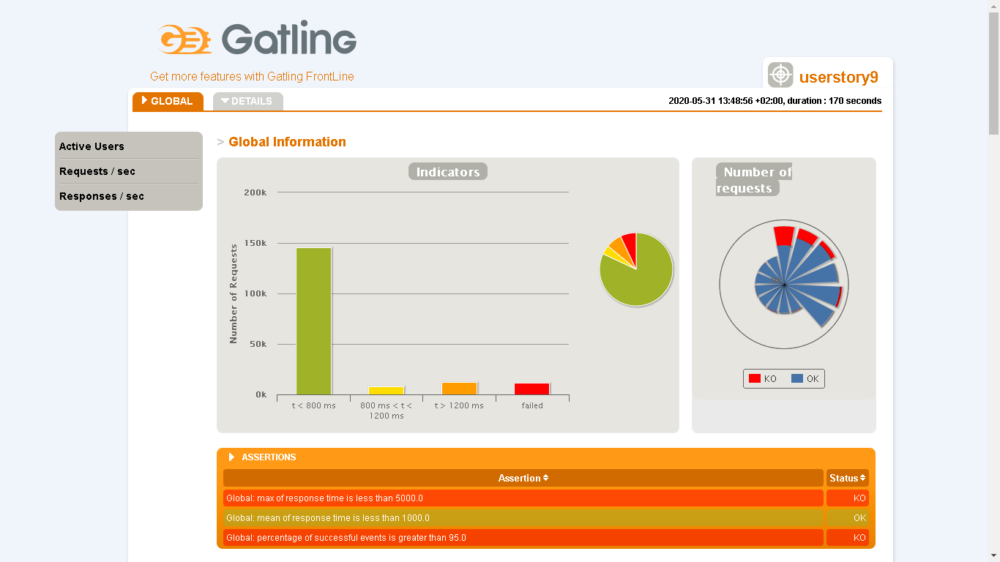 Gatling
Get more features with Gatling FrontLine
userstory9
GLOBAL
DETAILS
2020-05-31 13:48:56 +02:00, duration : 170 seconds
Active Users
Requests / sec
Responses / sec
> Global Information
Indicators
200k
150k
100k
50k
0k
Number of Requests
t < 800 ms
800 ms < t <
1200 ms
t > 1200 ms
failed
Number of
requests
KO
OK
ASSERTIONS
Assertion
Status
Global: max of response time is less than 5000.0
KO
Global: mean of response time is less than 1000.0
OK
Global: percentage of successful events is greater than 95.0
KO